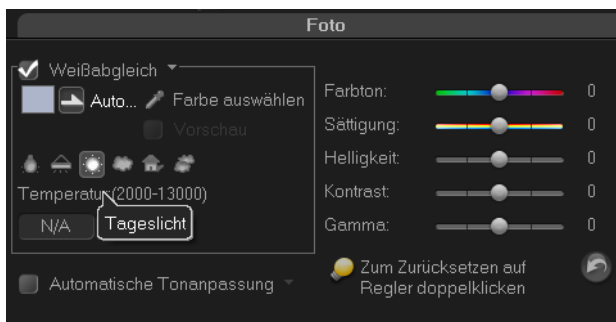 Foto
Weißabgleich
Auto... Farbe auswählen
Vorschau
Temperatur(2000-13000)
N/A
Tageslicht
Automatische Tonanpassung
Farbton: 0
Sättigung: 0
Helligkeit: 0
Kontrast: 0
Gamma: 0
Zum Zurücksetzen auf
Regler doppelklicken